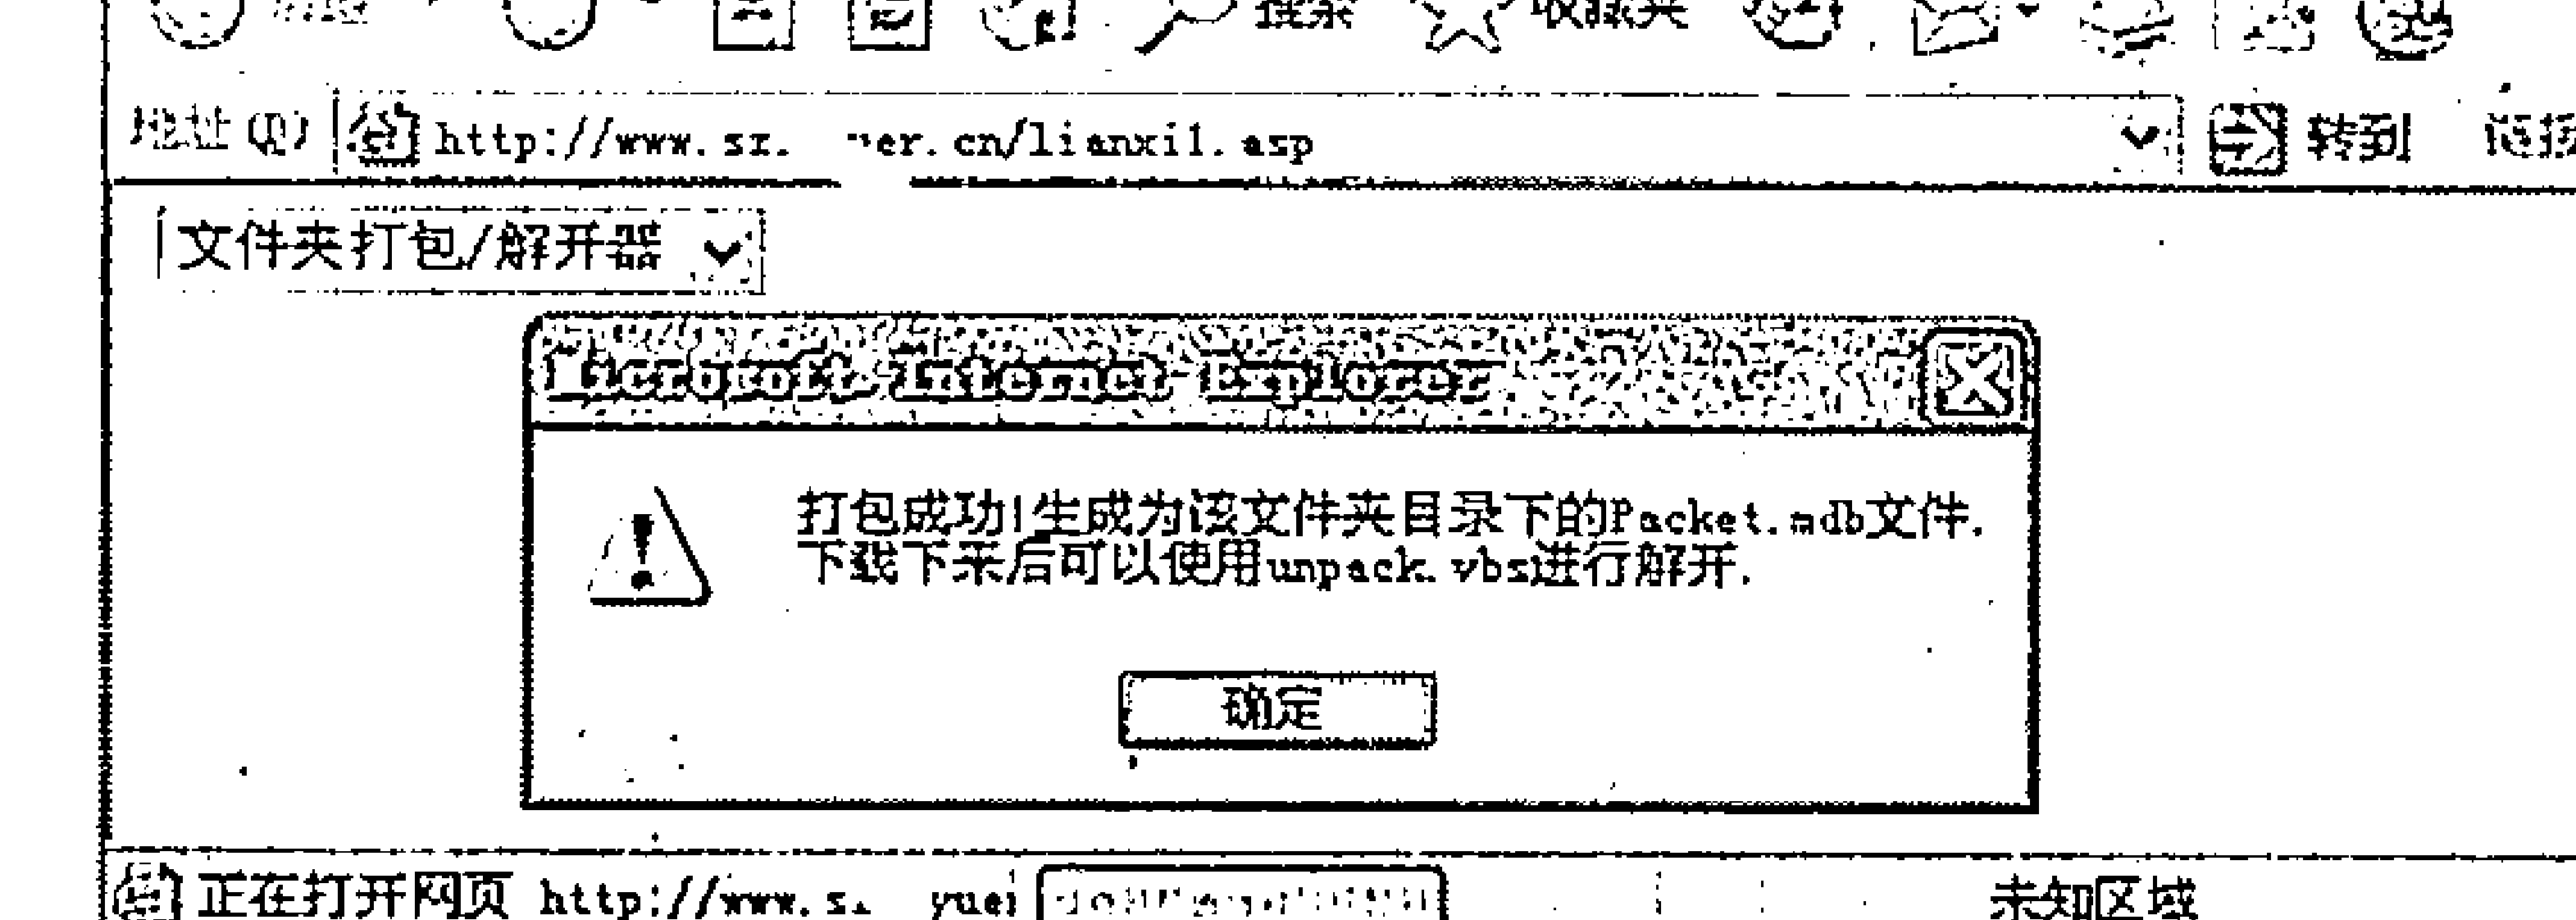 搜索 收藏夹
地址(D) http://www.sz. er.cn/lianxi1.asp 转到 链接
文件夹打包/解开器
Microsoft Internet Explorer
打包成功!生成为该文件夹目录下的Packet.mdb文件.
下载下来后可以使用unpack.vbs进行解开.
确定
正在打开网页 http://www.s yue 未知区域